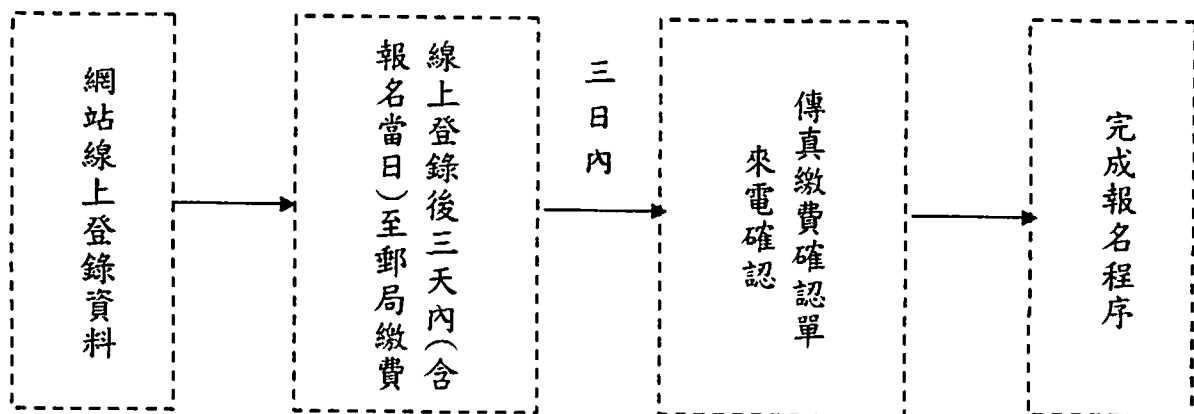 網站線上登錄資料
線上登錄後三天內(含
報名當日)至郵局繳費
三日內
傳真繳費確認單
來電確認
完成報名程序